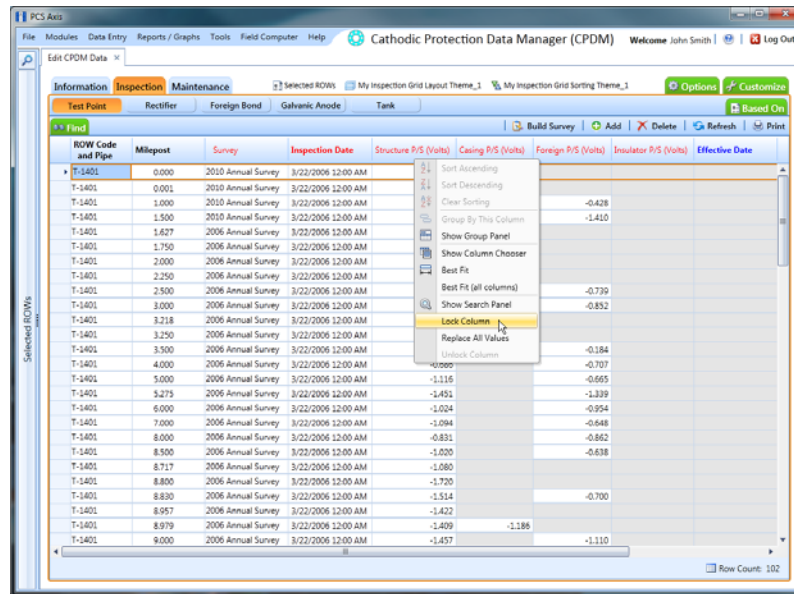 PCS Axis
File Modules Data Entry Reports / Graphs Tools Field Computer Help Cathodic Protection Data Manager (CPDM) Welcome John Smith Log Out
Edit CPDM Data
Information Inspection Maintenance Selected ROWs My Inspection Grid Layout Theme_1 My Inspection Grid Sorting Theme_1 Options Customize
Test Point Rectifier Foreign Bond Galvanic Anode Tank Based On
Find Build Survey Add Delete Refresh Print
ROW Code and Pipe Milepost Survey Inspection Date Structure P/S (Volts) Casing P/S (Volts) Foreign P/S (Volts) Insulator P/S (Volts) Effective Date
T-1401 0.000 2010 Annual Survey 3/22/2006 12:00 AM
T-1401 0.001 2010 Annual Survey 3/22/2006 12:00 AM
T-1401 1.000 2010 Annual Survey 3/22/2006 12:00 AM -0.428
T-1401 1.500 2010 Annual Survey 3/22/2006 12:00 AM -1.410
T-1401 1.627 2006 Annual Survey 3/22/2006 12:00 AM
T-1401 1.750 2006 Annual Survey 3/22/2006 12:00 AM
T-1401 2.000 2006 Annual Survey 3/22/2006 12:00 AM
T-1401 2.250 2006 Annual Survey 3/22/2006 12:00 AM
T-1401 2.500 2006 Annual Survey 3/22/2006 12:00 AM -0.739
T-1401 3.000 2006 Annual Survey 3/22/2006 12:00 AM -0.852
T-1401 3.218 2006 Annual Survey 3/22/2006 12:00 AM
T-1401 3.250 2006 Annual Survey 3/22/2006 12:00 AM
T-1401 3.500 2006 Annual Survey 3/22/2006 12:00 AM -0.184
T-1401 4.000 2006 Annual Survey 3/22/2006 12:00 AM -0.707
T-1401 5.000 2006 Annual Survey 3/22/2006 12:00 AM -1.116 -0.665
T-1401 5.275 2006 Annual Survey 3/22/2006 12:00 AM -1.451 -1.339
T-1401 6.000 2006 Annual Survey 3/22/2006 12:00 AM -1.024 -0.954
T-1401 7.000 2006 Annual Survey 3/22/2006 12:00 AM -1.094 -0.648
T-1401 8.000 2006 Annual Survey 3/22/2006 12:00 AM -0.831 -0.862
T-1401 8.500 2006 Annual Survey 3/22/2006 12:00 AM -1.020 -0.638
T-1401 8.717 2006 Annual Survey 3/22/2006 12:00 AM -1.080
T-1401 8.800 2006 Annual Survey 3/22/2006 12:00 AM -1.720
T-1401 8.830 2006 Annual Survey 3/22/2006 12:00 AM -1.514 -0.700
T-1401 8.957 2006 Annual Survey 3/22/2006 12:00 AM -1.422
T-1401 8.979 2006 Annual Survey 3/22/2006 12:00 AM -1.409 -1.186
T-1401 9.000 2006 Annual Survey 3/22/2006 12:00 AM -1.457 -1.110
Sort Ascending
Sort Descending
Clear Sorting
Group By This Column
Show Group Panel
Show Column Chooser
Best Fit
Best Fit (all columns)
Show Search Panel
Lock Column
Replace All Values
Unlock Column
Selected ROWs
Row Count: 102